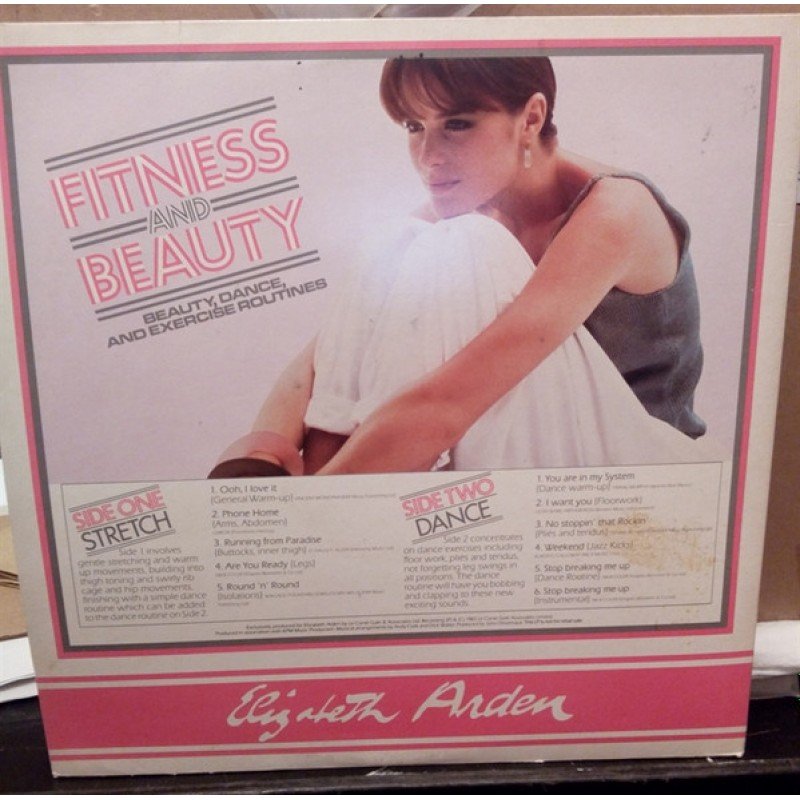 FITNESS
AND
BEAUTY
BEAUTY, DANCE,
AND EXERCISE ROUTINES
SIDE ONE
STRETCH
Side 1 involves
gentle stretching and warm
up movements, building into
thigh toning and swirly rib
cage and hip movements,
finishing with a simple dance
routine which can be added
to the dance routine on Side 2.
1. Ooh, I love it
(General Warm-up)
2. Phone Home
(Arms, Abdomen)
3. Running from Paradise
(Buttocks, inner thigh)
4. Are You Ready (Legs)
5. Round 'n' Round
(Isolations)
SIDE TWO
DANCE
Side 2 concentrates
on dance exercises including
floor work, plies and tendus,
not forgetting leg swings in
all positions. The dance
routine will have you bobbing
and clapping to these new
exciting sounds.
1. You are in my System
(Dance warm-up)
2. I want you (Floorwork)
3. No stoppin' that Rockin'
(Plies and tendus)
4. Weekend (Jazz Kicks)
5. Stop breaking me up
(Dance Routine)
6. Stop breaking me up
(Instrumental)
Elizabeth Arden